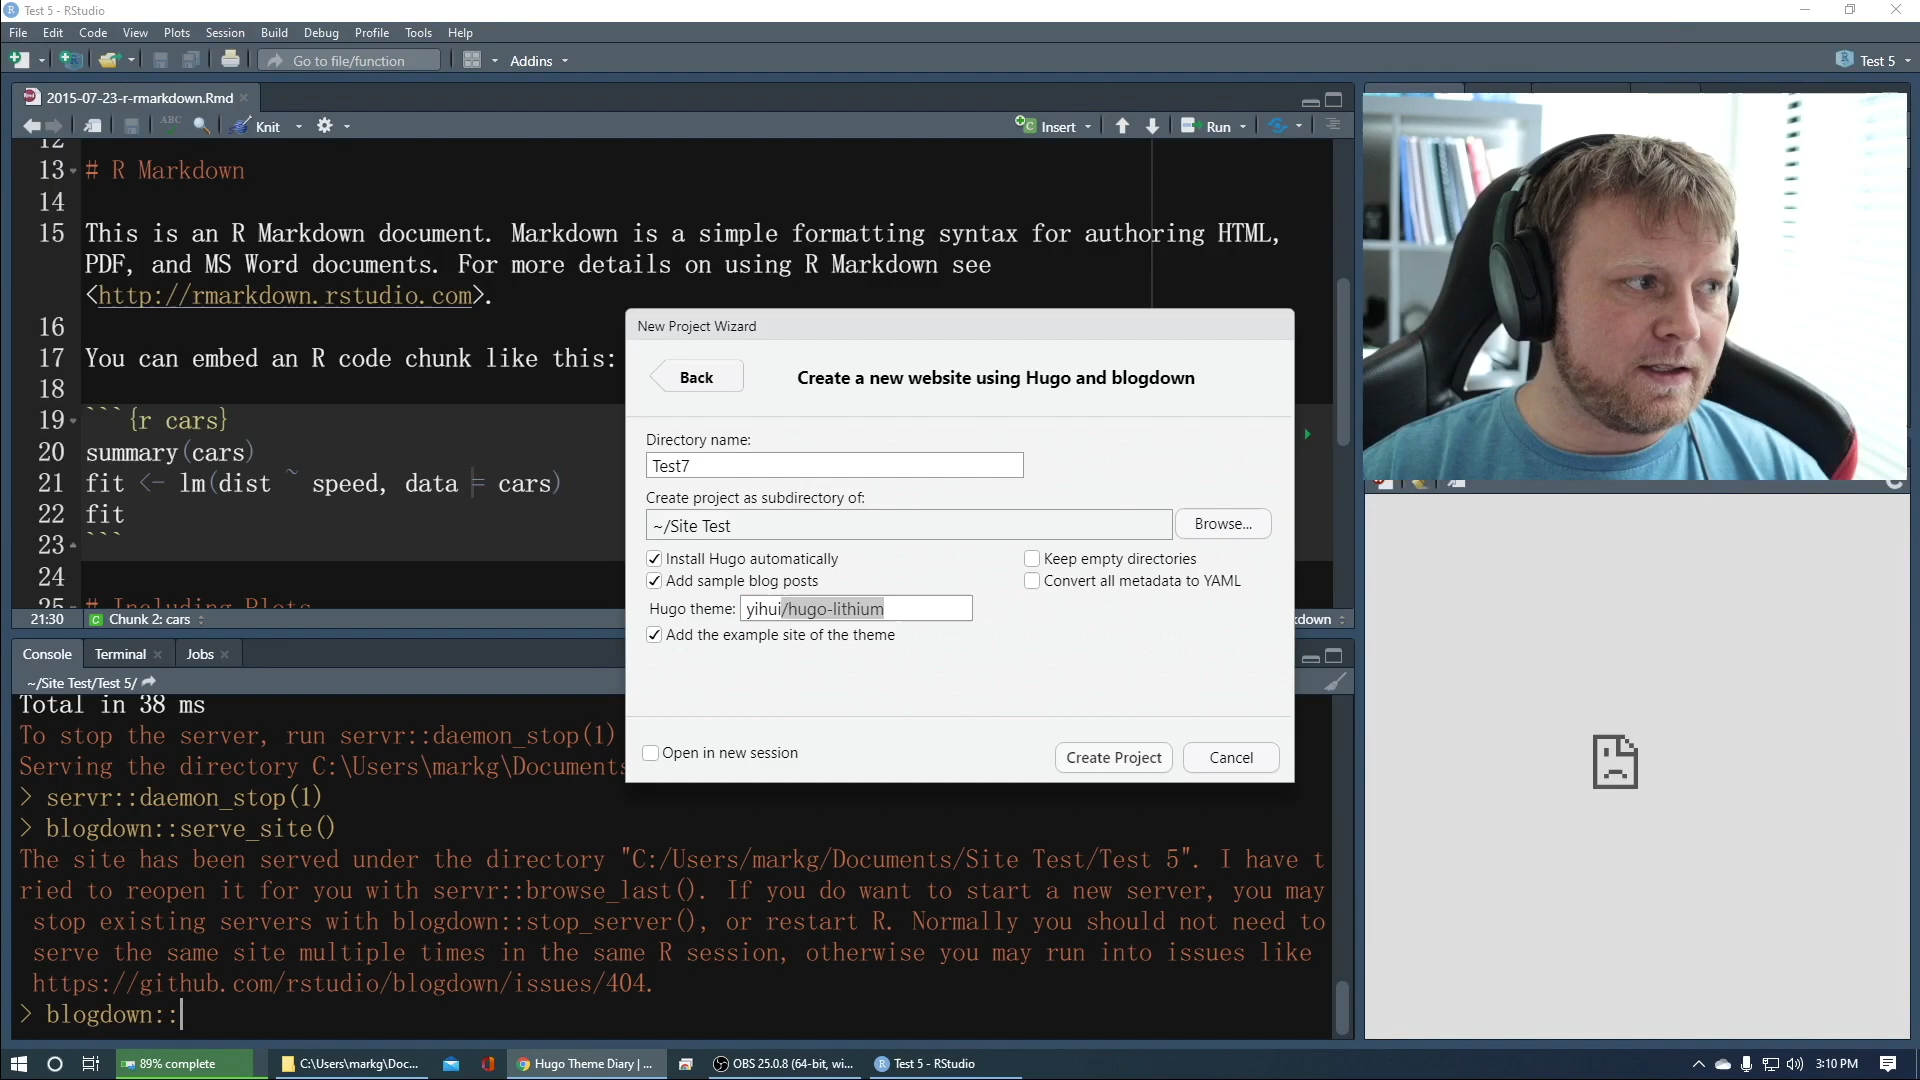 Test 5 - RStudio
File Edit Code View Plots Session Build Debug Profile Tools Help
Go to file/function
Addins
Test 5
2015-07-23-r-rmarkdown.Rmd
ABC
Knit
Insert
Run
12
13 # R Markdown
14
15 This is an R Markdown document. Markdown is a simple formatting syntax for authoring HTML,
PDF, and MS Word documents. For more details on using R Markdown see
<http://rmarkdown.rstudio.com>.
16
17 You can embed an R code chunk like this:
18
19 ```{r cars}
20 summary(cars)
21 fit <- lm(dist ~ speed, data = cars)
22 fit
23 ```
24
25 # Including Plots
21:30 Chunk 2: cars
New Project Wizard
Back
Create a new website using Hugo and blogdown
Directory name:
Test7
Create project as subdirectory of:
~/Site Test
Browse...
Install Hugo automatically
Keep empty directories
Add sample blog posts
Convert all metadata to YAML
Hugo theme: yihui/hugo-lithium
Add the example site of the theme
Open in new session
Create Project
Cancel
Console Terminal Jobs
~/Site Test/Test 5/
Total in 38 ms
To stop the server, run servr::daemon_stop(1)
Serving the directory C:\Users\markg\Documents
> servr::daemon_stop(1)
> blogdown::serve_site()
The site has been served under the directory "C:/Users/markg/Documents/Site Test/Test 5". I have t
ried to reopen it for you with servr::browse_last(). If you do want to start a new server, you may
stop existing servers with blogdown::stop_server(), or restart R. Normally you should not need to
serve the same site multiple times in the same R session, otherwise you may run into issues like
https://github.com/rstudio/blogdown/issues/404.
> blogdown::
89% complete
C:\Users\markg\Doc...
Hugo Theme Diary | ...
OBS 25.0.8 (64-bit, wi...
Test 5 - RStudio
3:10 PM